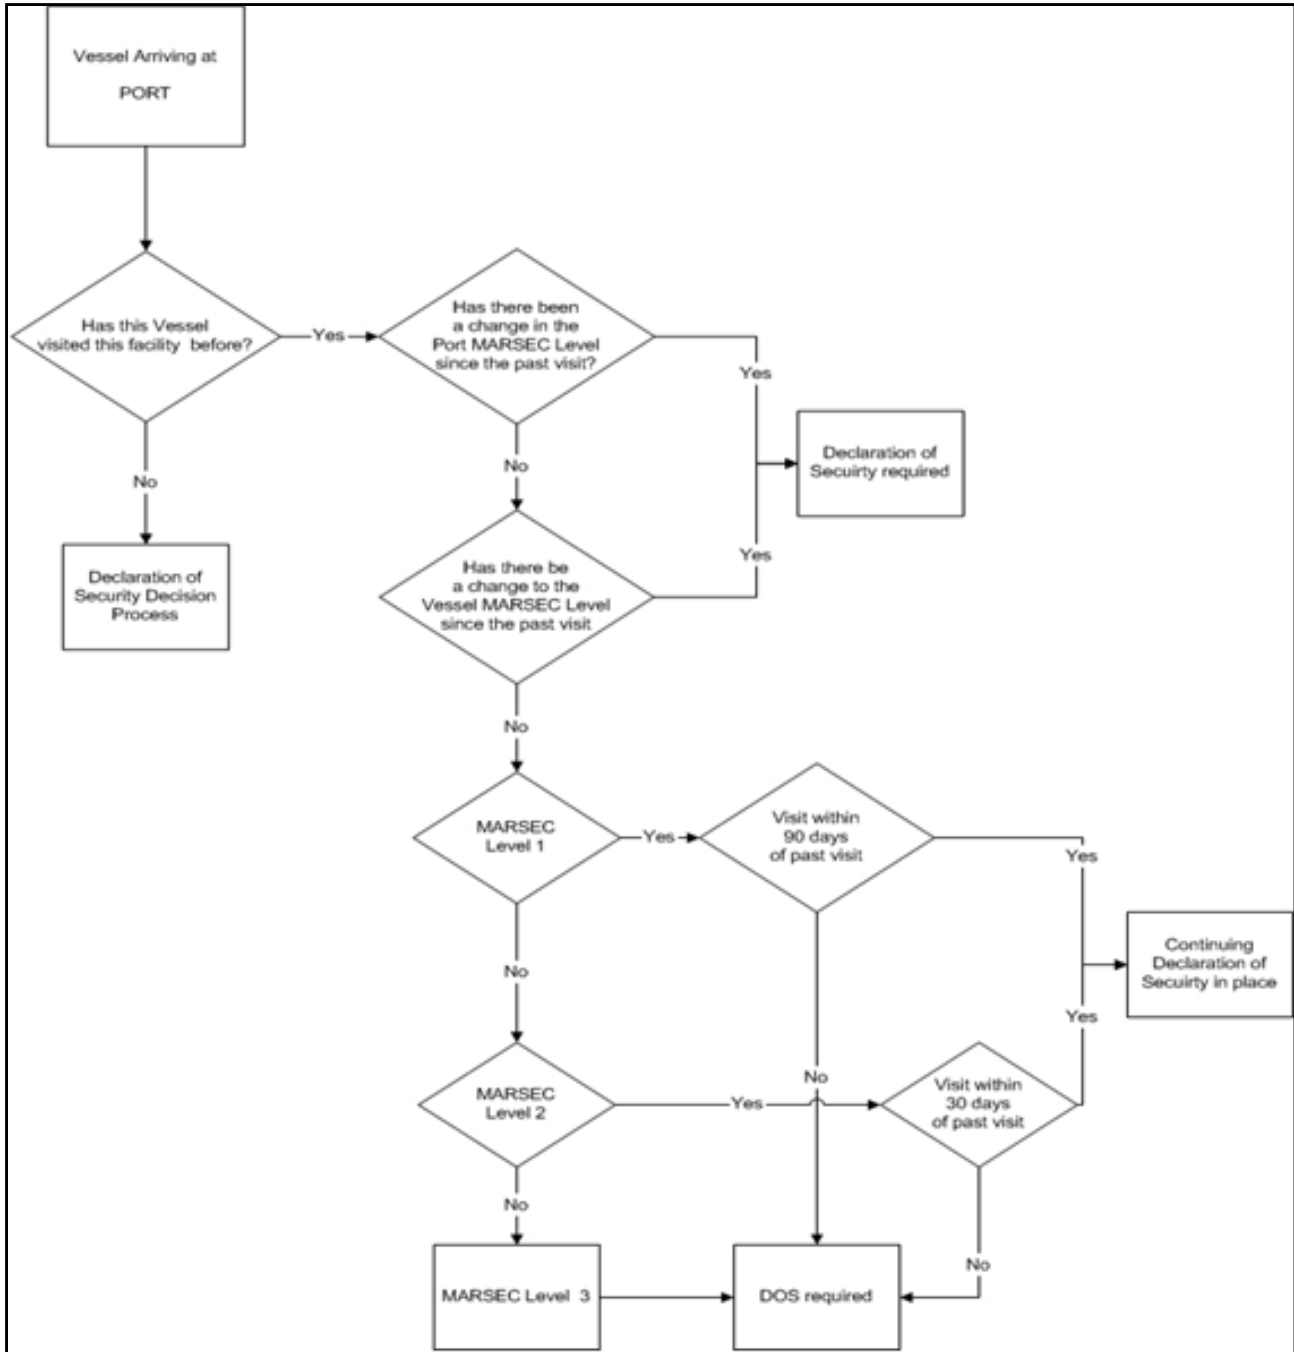 Vessel Arriving at
PORT
Has this Vessel
visited this facility before?
Yes
Has there been
a change in the
Port MARSEC Level
since the past visit?
Yes
No
No
Declaration of
Secuirty required
Declaration of
Security Decision
Process
Has there be
a change to the
Vessel MARSEC Level
since the past visit
Yes
No
MARSEC
Level 1
Yes
Visit within
90 days
of past visit
Yes
No
Continuing
Declaration of
Secuirty in place
Yes
MARSEC
Level 2
Yes
No
Visit within
30 days
of past visit
No
No
MARSEC Level 3
DOS required